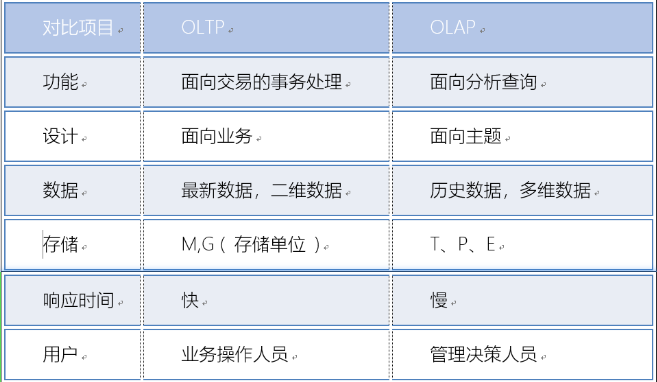 对比项目 OLTP OLAP
功能 面向交易的事务处理 面向分析查询
设计 面向业务 面向主题
数据 最新数据，二维数据 历史数据，多维数据
存储 M,G（ 存储单位 ） T、P、E
响应时间 快 慢
用户 业务操作人员 管理决策人员